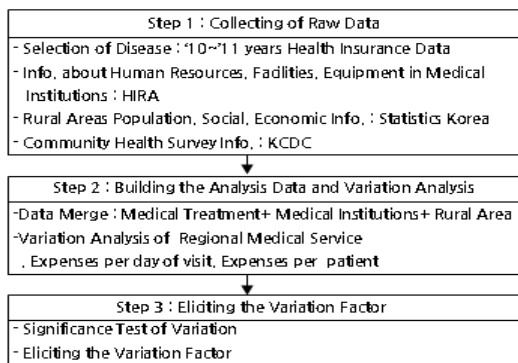 Step 1 : Collecting of Raw Data
- Selection of Disease : '10~'11 years Health Insurance Data
- Info. about Human Resources, Facilities, Equipment in Medical
Institutions : HIRA
- Rural Areas Population, Social, Economic Info. : Statistics Korea
- Community Health Survey Info. : KCDC
Step 2 : Building the Analysis Data and Variation Analysis
-Data Merge : Medical Treatment+ Medical Institutions+ Rural Area
-Variation Analysis of Regional Medical Service
. Expenses per day of visit, Expenses per patient
Step 3 : Eliciting the Variation Factor
- Significance Test of Variation
- Eliciting the Variation Factor